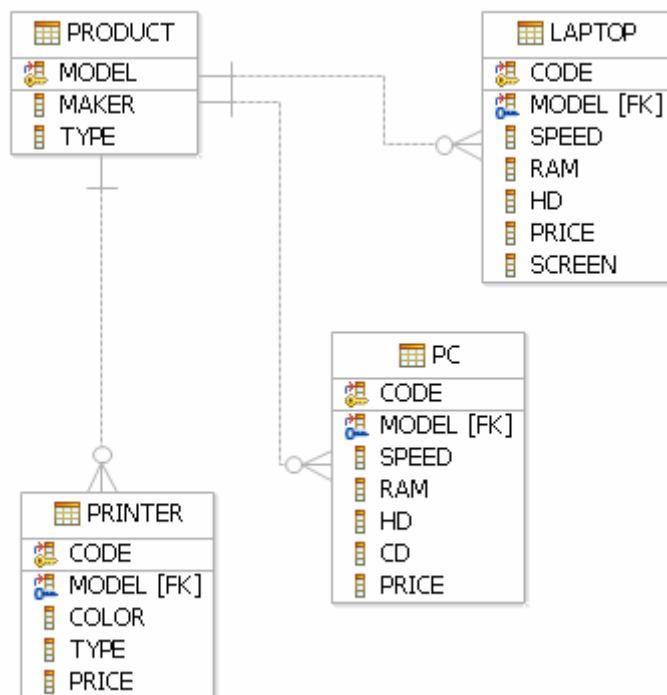 PRODUCT
MODEL
MAKER
TYPE
LAPTOP
CODE
MODEL [FK]
SPEED
RAM
HD
PRICE
SCREEN
PC
CODE
MODEL [FK]
SPEED
RAM
HD
CD
PRICE
PRINTER
CODE
MODEL [FK]
COLOR
TYPE
PRICE